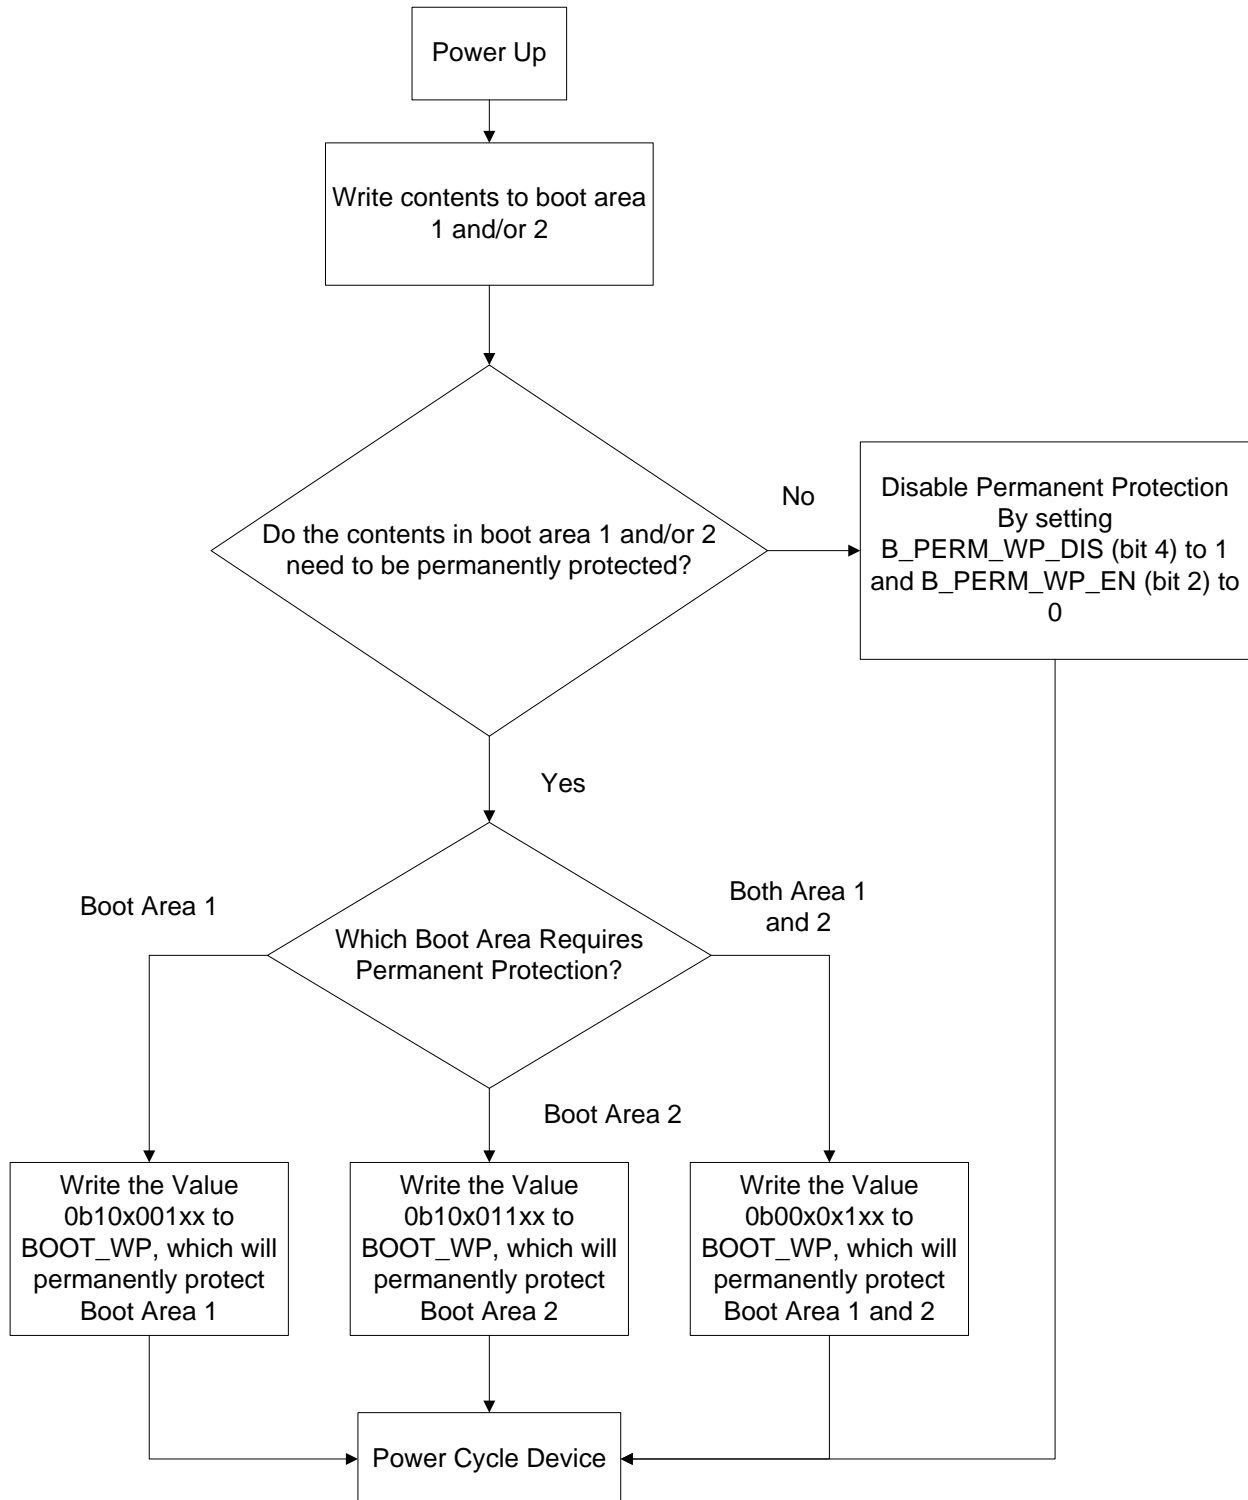 Power Up
Write contents to boot area
1 and/or 2
Do the contents in boot area 1 and/or 2
need to be permanently protected?
No
Disable Permanent Protection
By setting
B_PERM_WP_DIS (bit 4) to 1
and B_PERM_WP_EN (bit 2) to
0
Yes
Which Boot Area Requires
Permanent Protection?
Boot Area 1
Both Area 1
and 2
Boot Area 2
Write the Value
0b10x001xx to
BOOT_WP, which will
permanently protect
Boot Area 1
Write the Value
0b10x011xx to
BOOT_WP, which will
permanently protect
Boot Area 2
Write the Value
0b00x0x1xx to
BOOT_WP, which will
permanently protect
Boot Area 1 and 2
Power Cycle Device